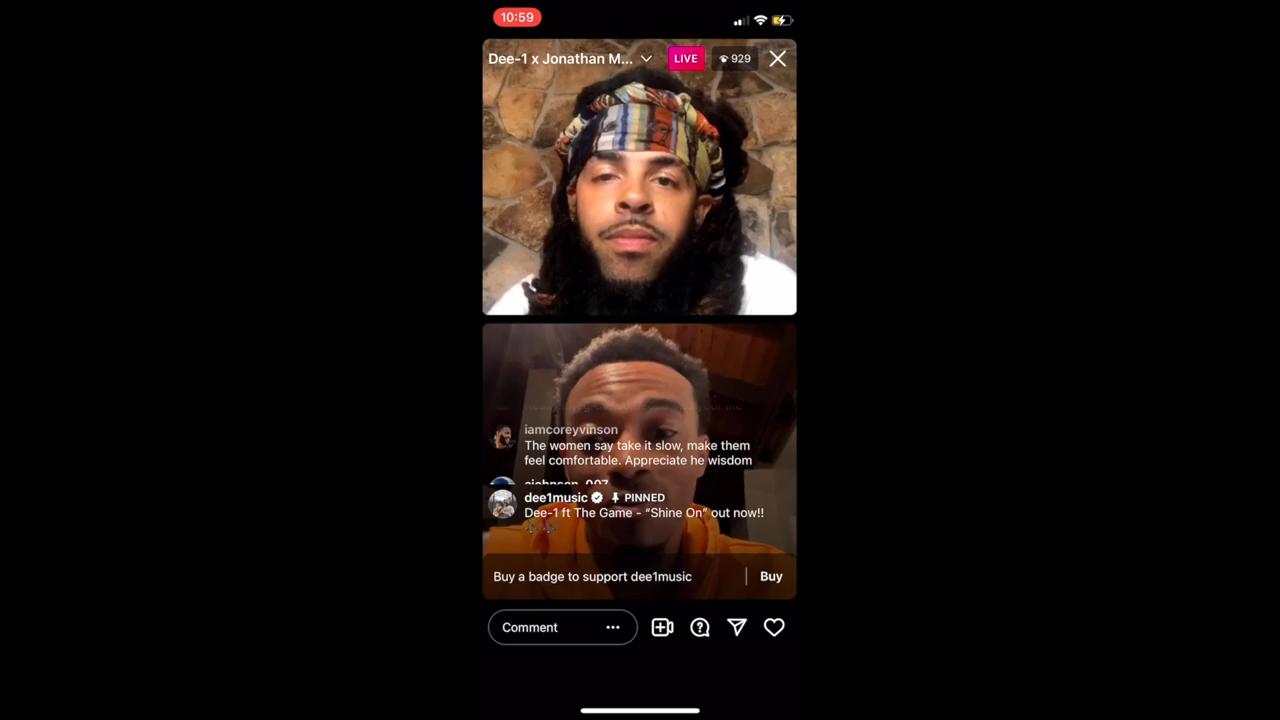 10:59
Dee-1 x Jonathan M...
LIVE
929
iamcoreyvinson
The women say take it slow, make them
feel comfortable. Appreciate he wisdom
ajohnson_007
dee1music PINNED
Dee-1 ft The Game - “Shine On” out now!!
Buy a badge to support dee1music | Buy
Comment ...